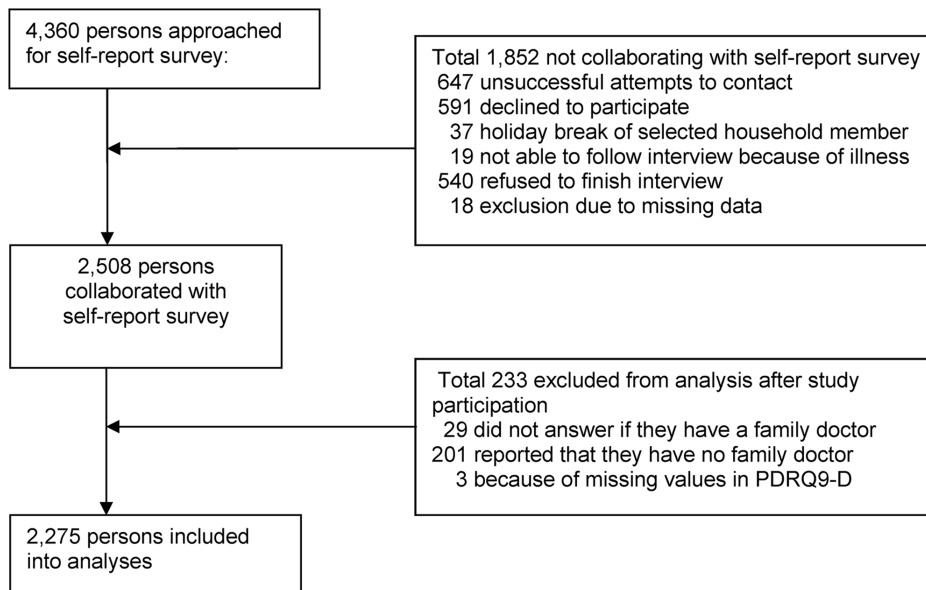 4,360 persons approached
for self-report survey:
Total 1,852 not collaborating with self-report survey
647 unsuccessful attempts to contact
591 declined to participate
37 holiday break of selected household member
19 not able to follow interview because of illness
540 refused to finish interview
18 exclusion due to missing data
2,508 persons
collaborated with
self-report survey
Total 233 excluded from analysis after study
participation
29 did not answer if they have a family doctor
201 reported that they have no family doctor
3 because of missing values in PDRQ9-D
2,275 persons included
into analyses